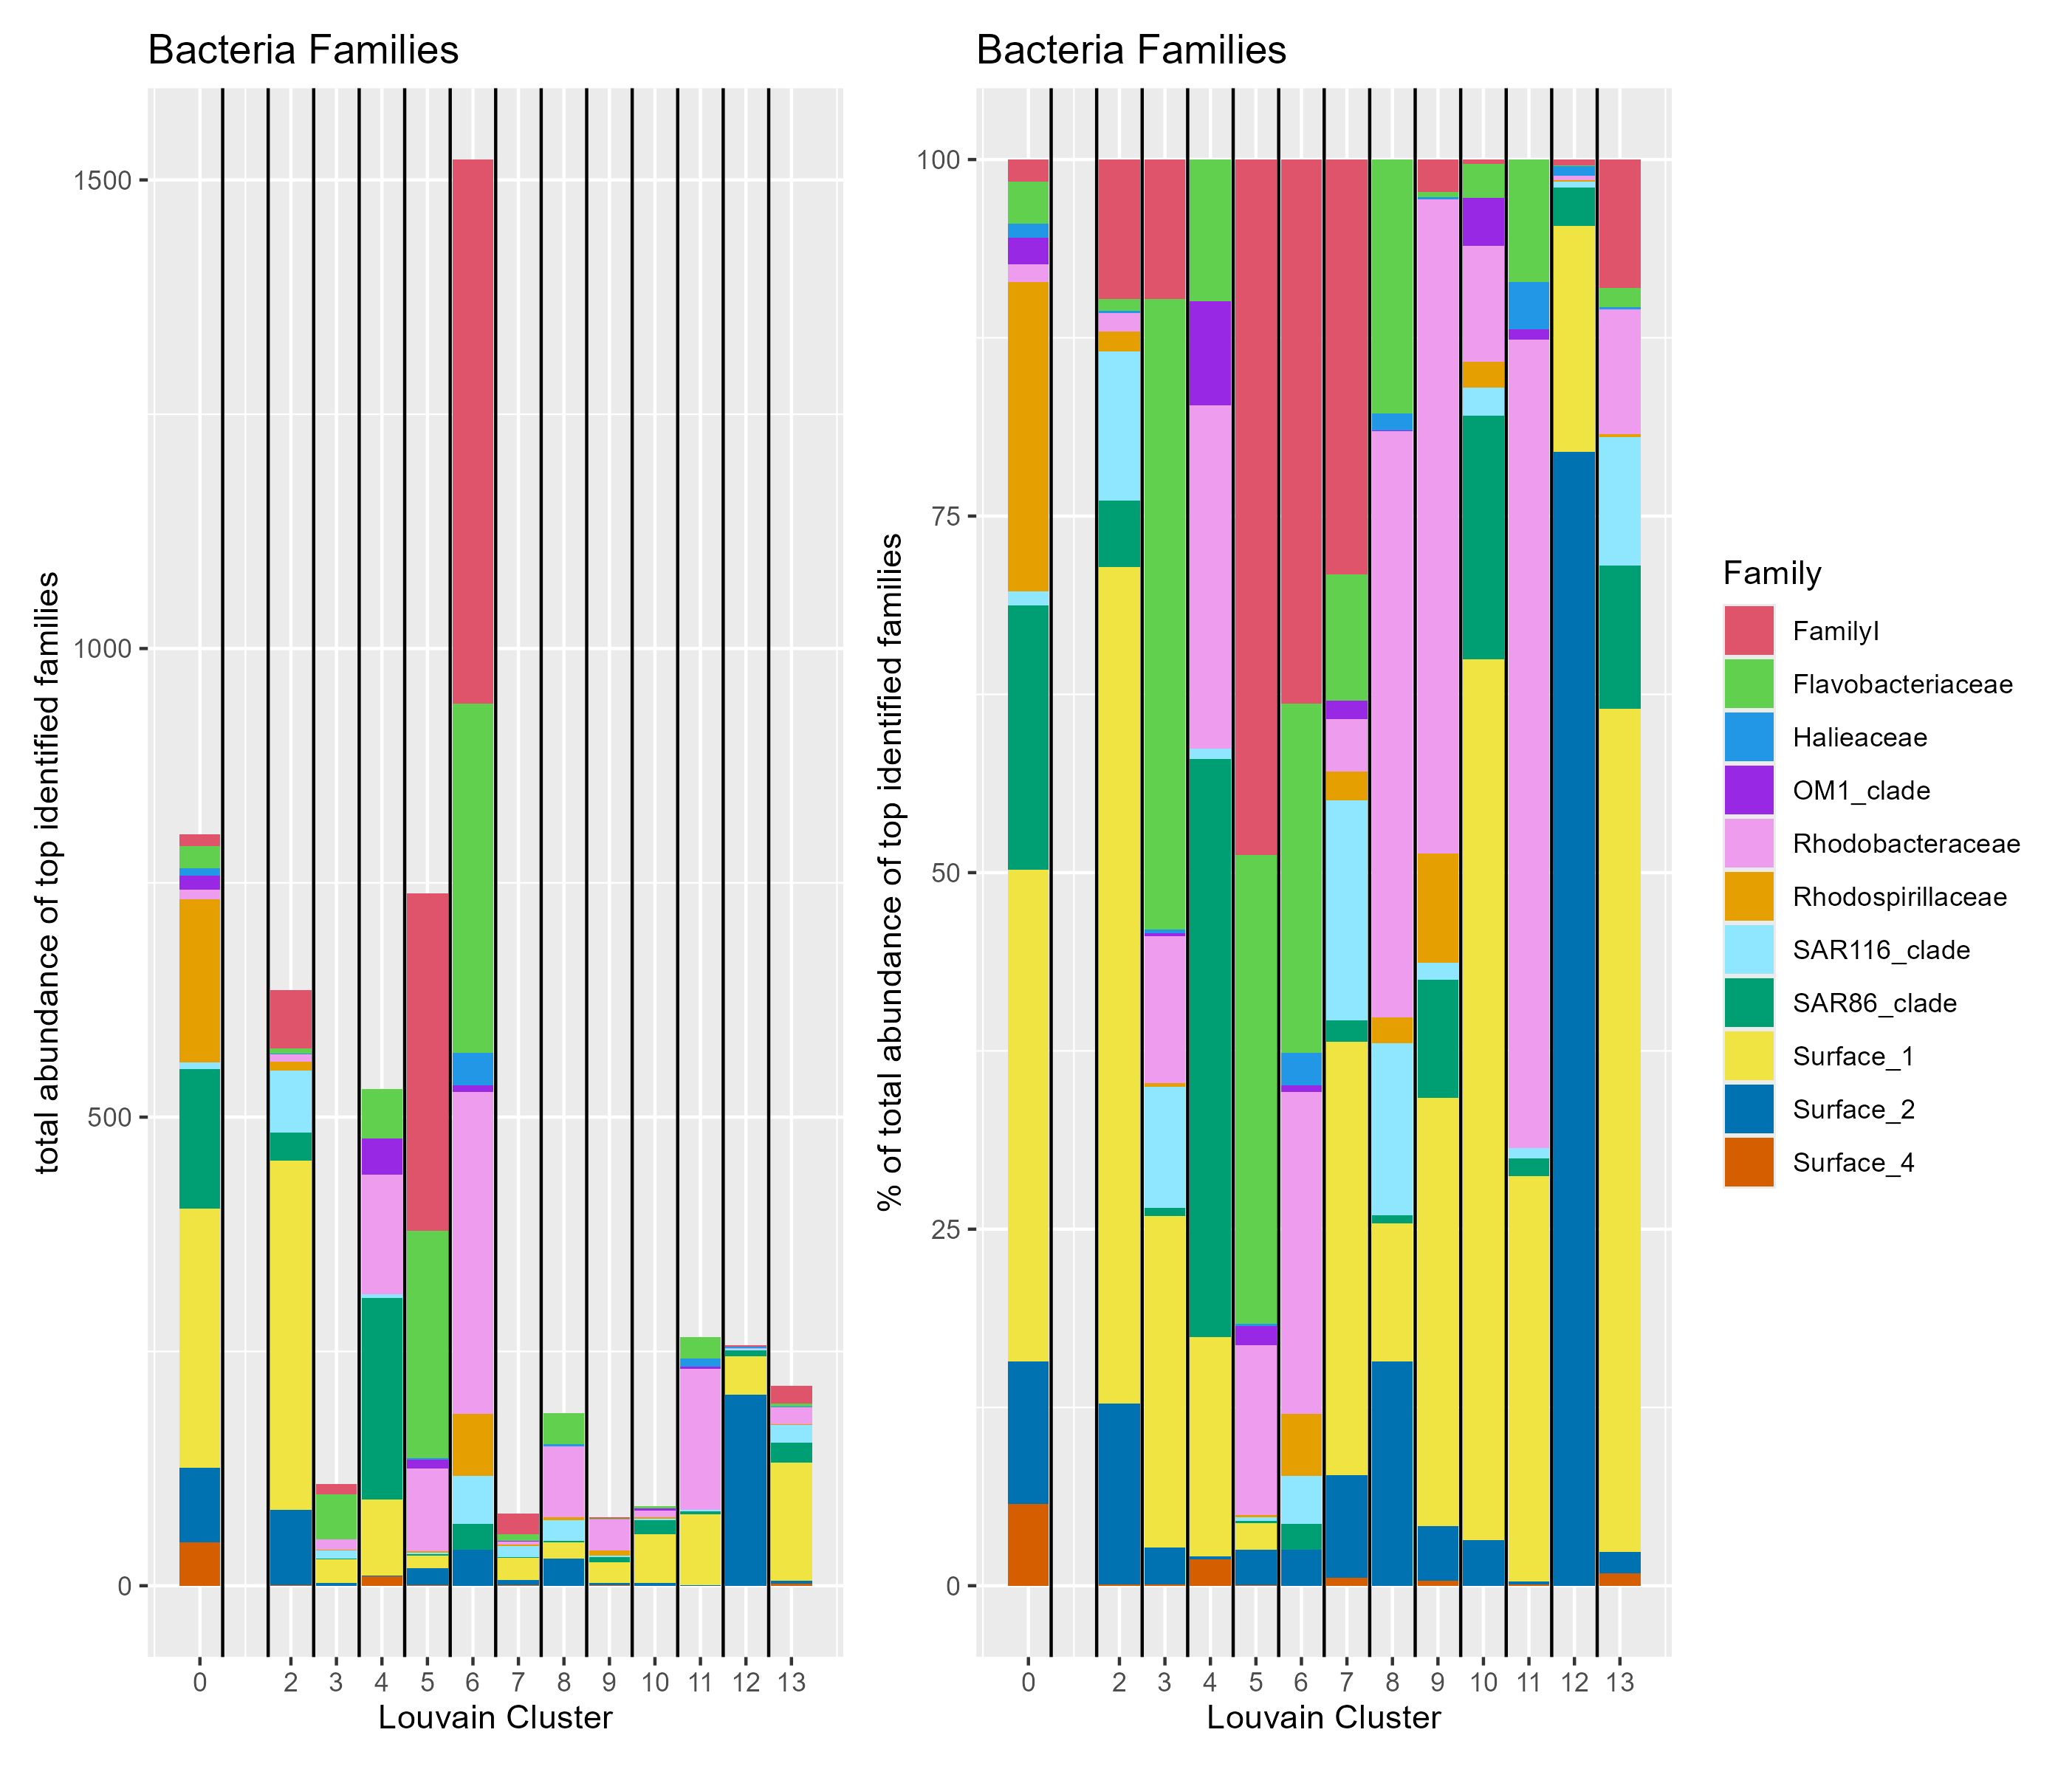 Bacteria Families
total abundance of top identified families
1500
1000
500
0
0 2 3 4 5 6 7 8 9 10 11 12 13
Louvain Cluster
Bacteria Families
% of total abundance of top identified families
100
75
50
25
0
0 2 3 4 5 6 7 8 9 10 11 12 13
Louvain Cluster
Family
FamilyI
Flavobacteriaceae
Halieaceae
OM1_clade
Rhodobacteraceae
Rhodospirillaceae
SAR116_clade
SAR86_clade
Surface_1
Surface_2
Surface_4